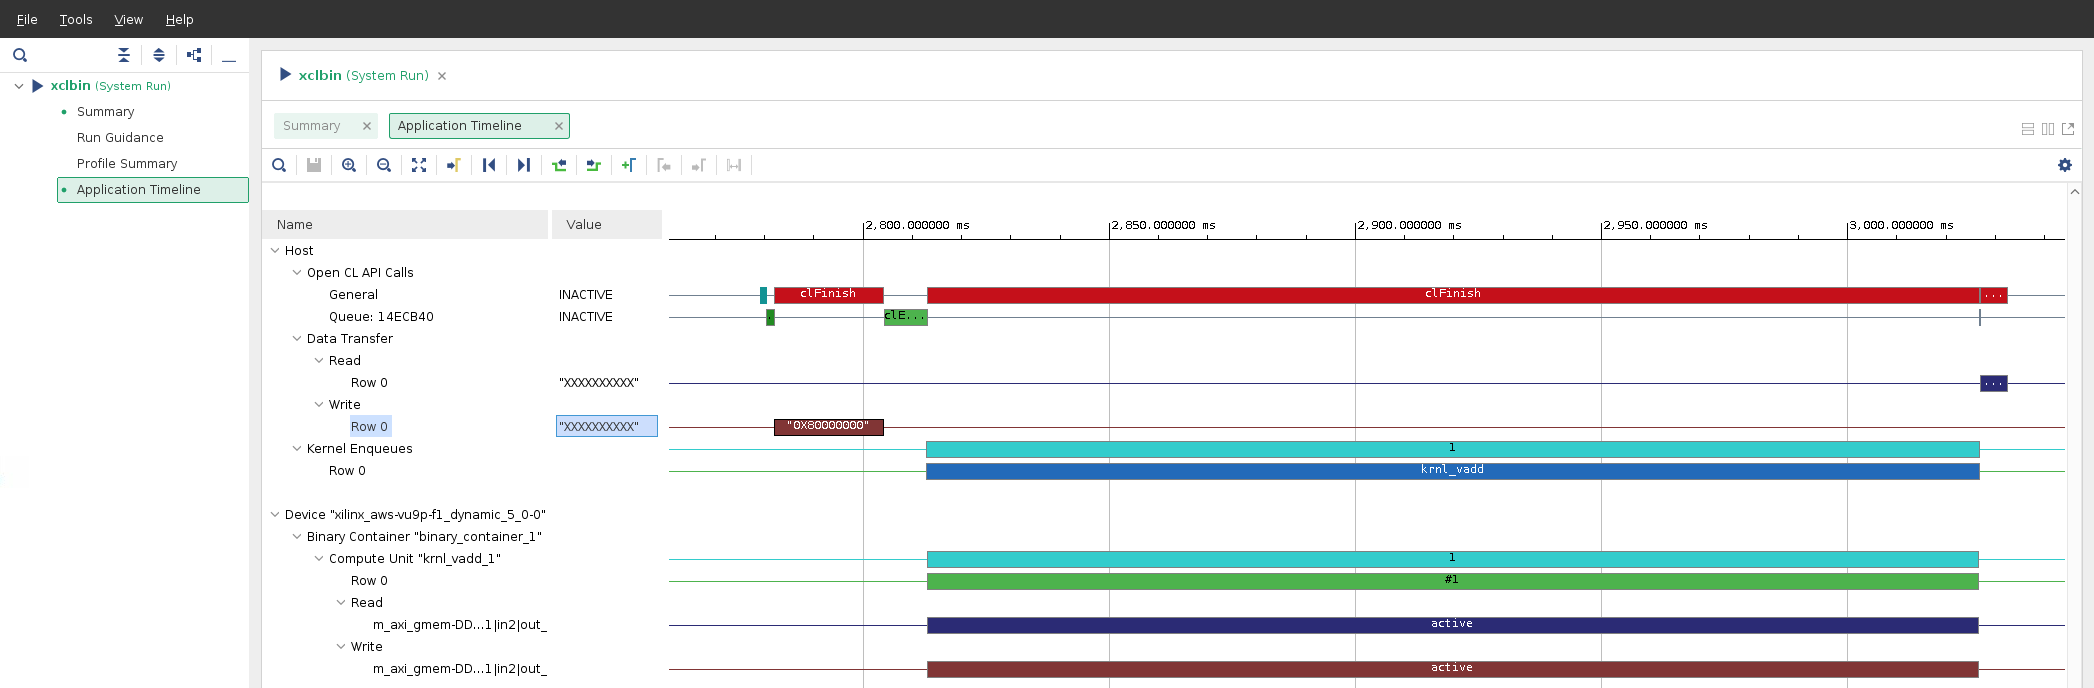 File Tools View Help
xclbin (System Run)
Summary
Run Guidance
Profile Summary
Application Timeline
xclbin (System Run)
Summary Application Timeline
Name Value 2,800.000000 ms 2,850.000000 ms 2,900.000000 ms 2,950.000000 ms 3,000.000000 ms
Host
Open CL API Calls
General INACTIVE clFinish clFinish ...
Queue: 14ECB40 INACTIVE clE...
Data Transfer
Read
Row 0 "XXXXXXXXXX" ...
Write
Row 0 "XXXXXXXXXX" "0X80000000"
Kernel Enqueues 1
Row 0 krnl_vadd
Device "xilinx_aws-vu9p-f1_dynamic_5_0-0"
Binary Container "binary_container_1"
Compute Unit "krnl_vadd_1" 1
Row 0 #1
Read
m_axi_gmem-DD...1|in2|out_ active
Write
m_axi_gmem-DD...1|in2|out_ active